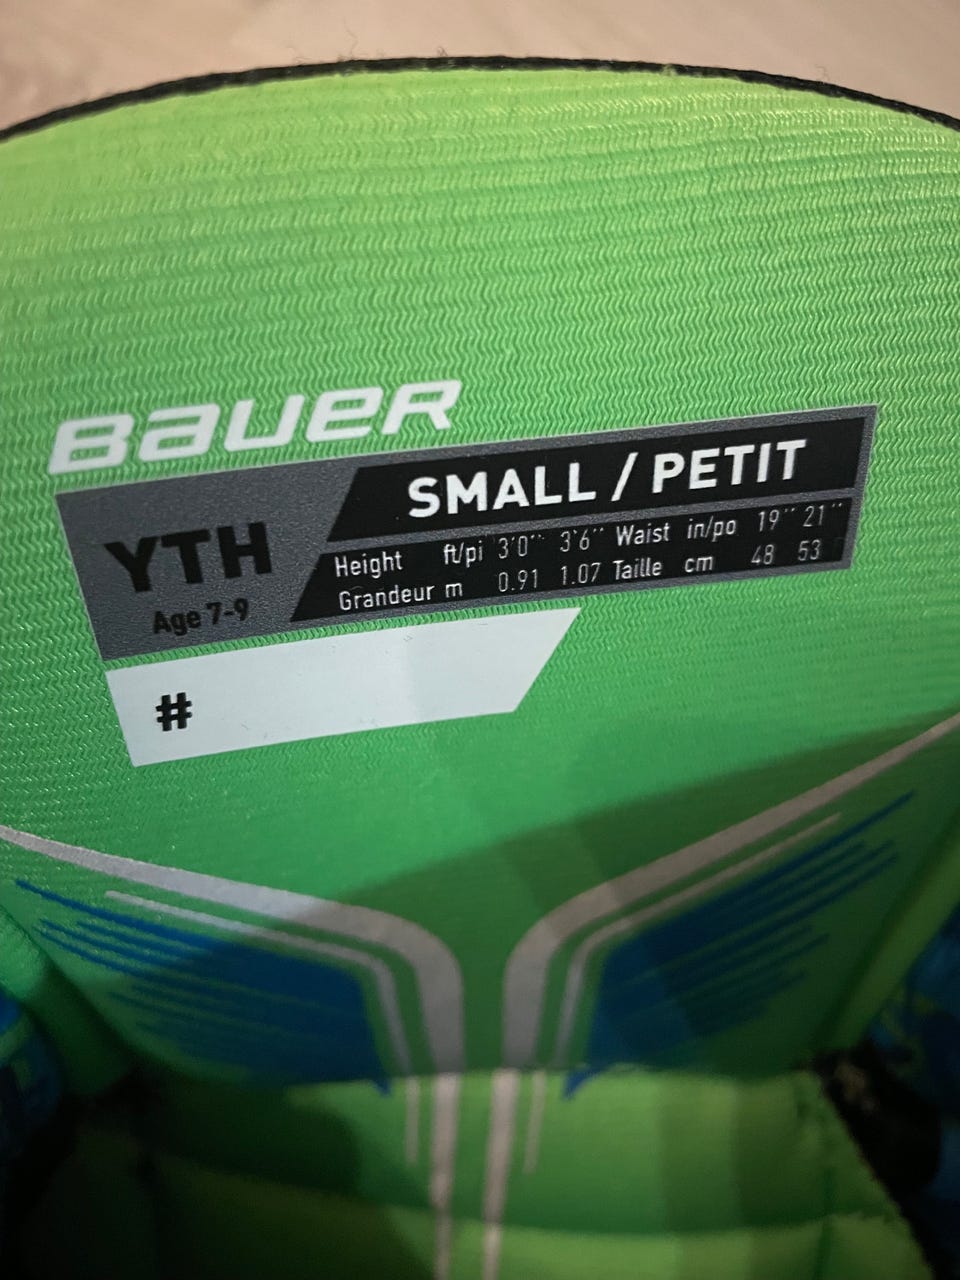 BAUER
YTH
Age 7-9
SMALL / PETIT
Height ft/pi 3'0'' 3'6'' Waist in/po 19'' 21''
Grandeur m 0.91 1.07 Taille cm 48 53
#